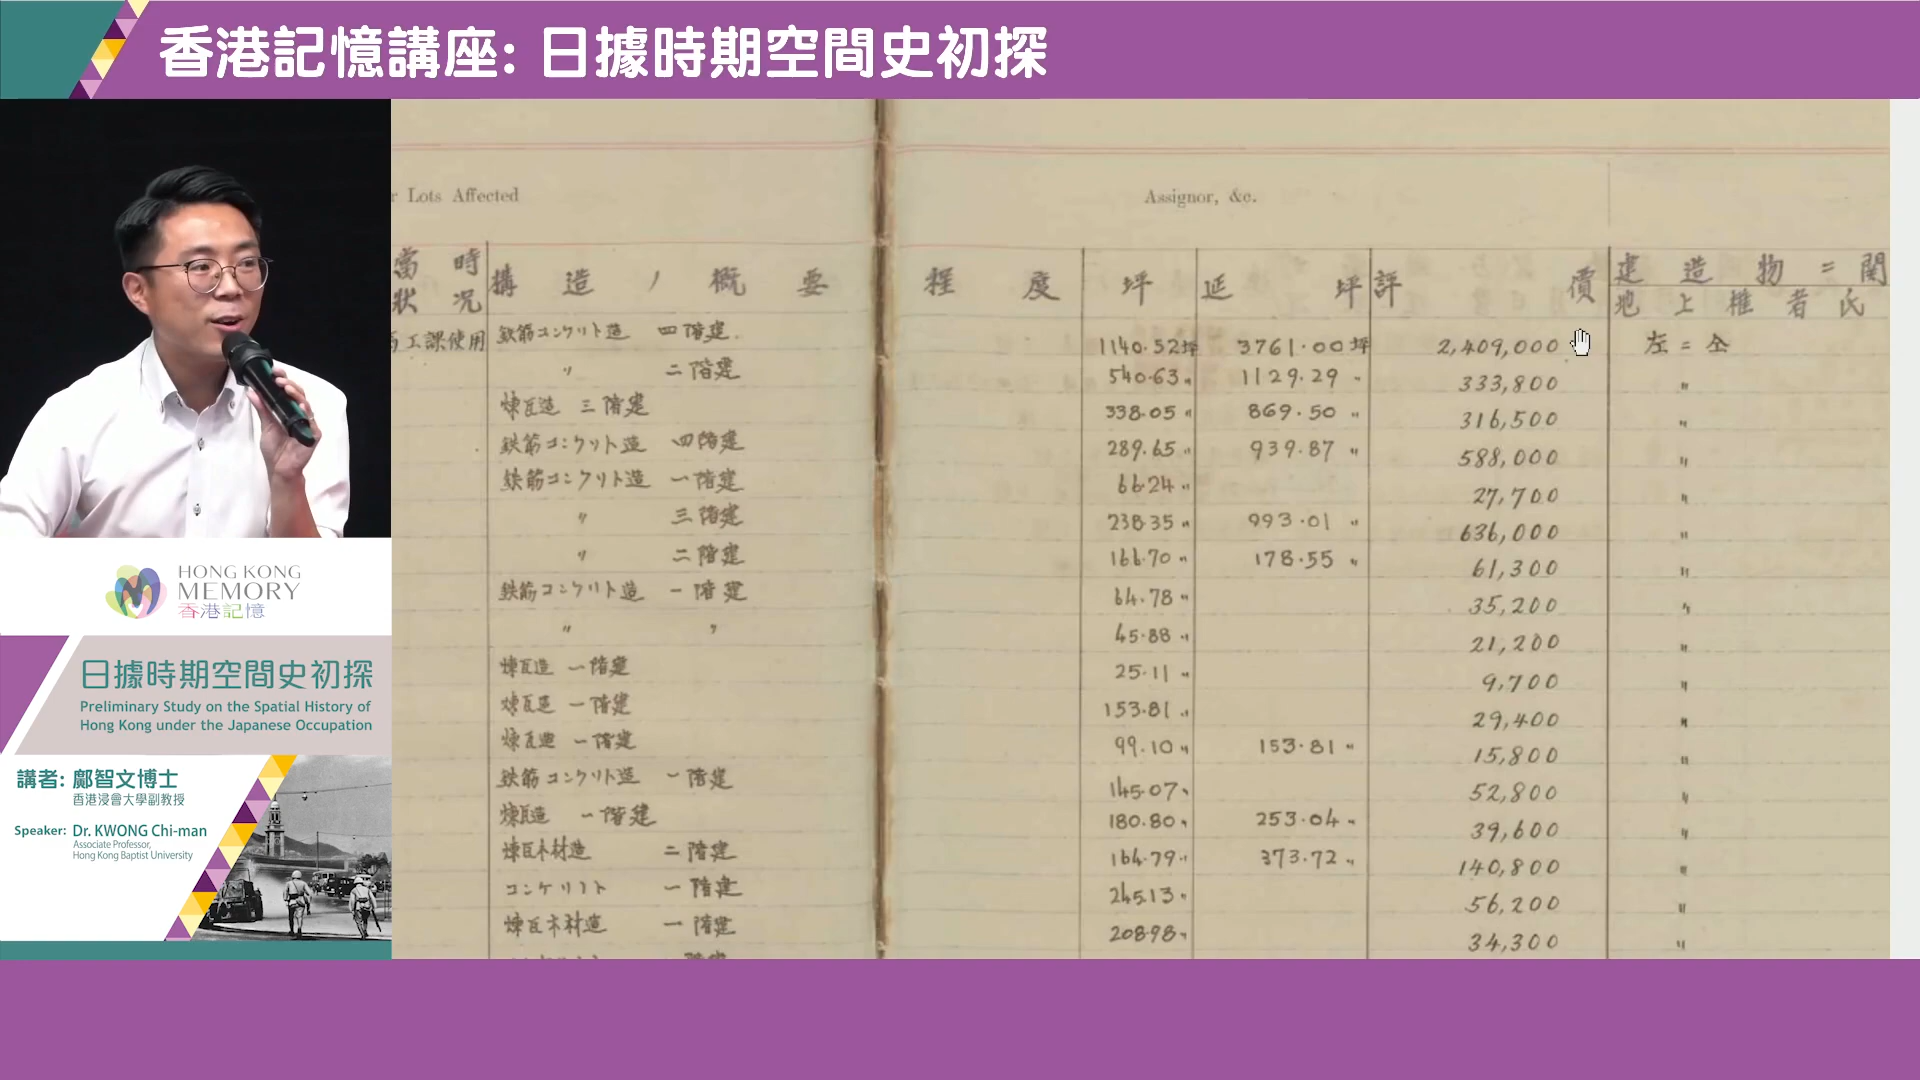 香港記憶講座: 日據時期空間史初探
HONG KONG
MEMORY
香港記憶
日據時期空間史初探
Preliminary Study on the Spatial History of
Hong Kong under the Japanese Occupation
講者: 鄺智文博士
香港浸會大學副教授
Speaker: Dr. KWONG Chi-man
Associate Professor,
Hong Kong Baptist University
r Lots Affected
Assignor, &c.
當時狀況 構造ノ概要 程度 坪 延坪 評價 建造物ニ関
地上権者氏
工課使用 鉄筋コンクリト造 四階建 1140.52坪 3761.00坪 2,409,000 左=仝
〃 二階建 540.63〃 1129.29〃 333,800 〃
煉瓦造 三階建 338.05〃 869.50〃 316,500 〃
鉄筋コンクリト造 四階建 289.65〃 939.87〃 588,000 〃
鉄筋コンクリト造 一階建 66.24〃 27,700 〃
〃 三階建 238.35〃 993.01〃 636,000 〃
〃 二階建 166.70〃 178.55〃 61,300 〃
鉄筋コンクリト造 一階建 64.78〃 35,200 〃
〃 〃 45.88〃 21,200 〃
煉瓦造 一階建 25.11〃 9,700 〃
煉瓦造 一階建 153.81〃 29,400 〃
煉瓦造 一階建 99.10〃 153.81〃 15,800 〃
鉄筋コンクリト造 一階建 145.07〃 52,800 〃
煉瓦造 一階建 180.80〃 253.04〃 39,600 〃
煉瓦木材造 二階建 164.79〃 373.72〃 140,800 〃
コンクリート 一階建 245.13〃 56,200 〃
煉瓦木材造 一階建 208.98〃 34,300 〃